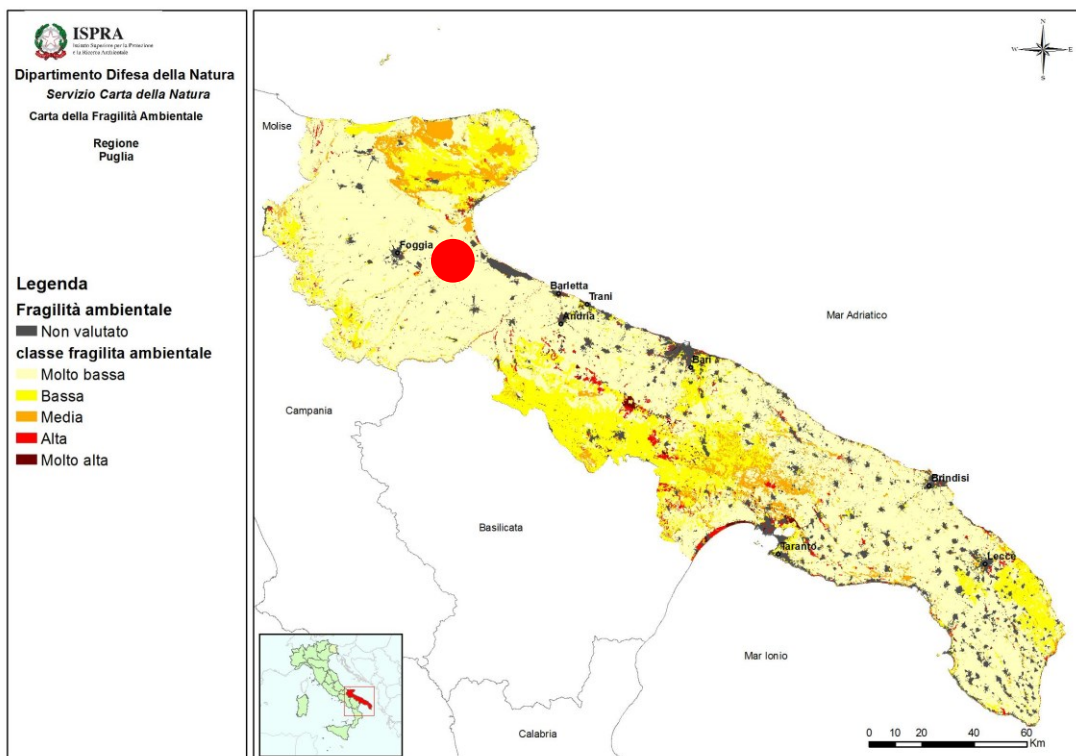 ISPRA
Istituto Superiore per la Protezione
e la Ricerca Ambientale
Dipartimento Difesa della Natura
Servizio Carta della Natura
Carta della Fragilità Ambientale
Regione
Puglia
Legenda
Fragilità ambientale
Non valutato
classe fragilita ambientale
Molto bassa
Bassa
Media
Alta
Molto alta
N
W
E
S
Molise
Foggia
Barletta
Trani
Andria
Mar Adriatico
Bari
Campania
Brindisi
Basilicata
Taranto
Lecce
Mar Ionio
Calabria
0 10 20 40 60
Km